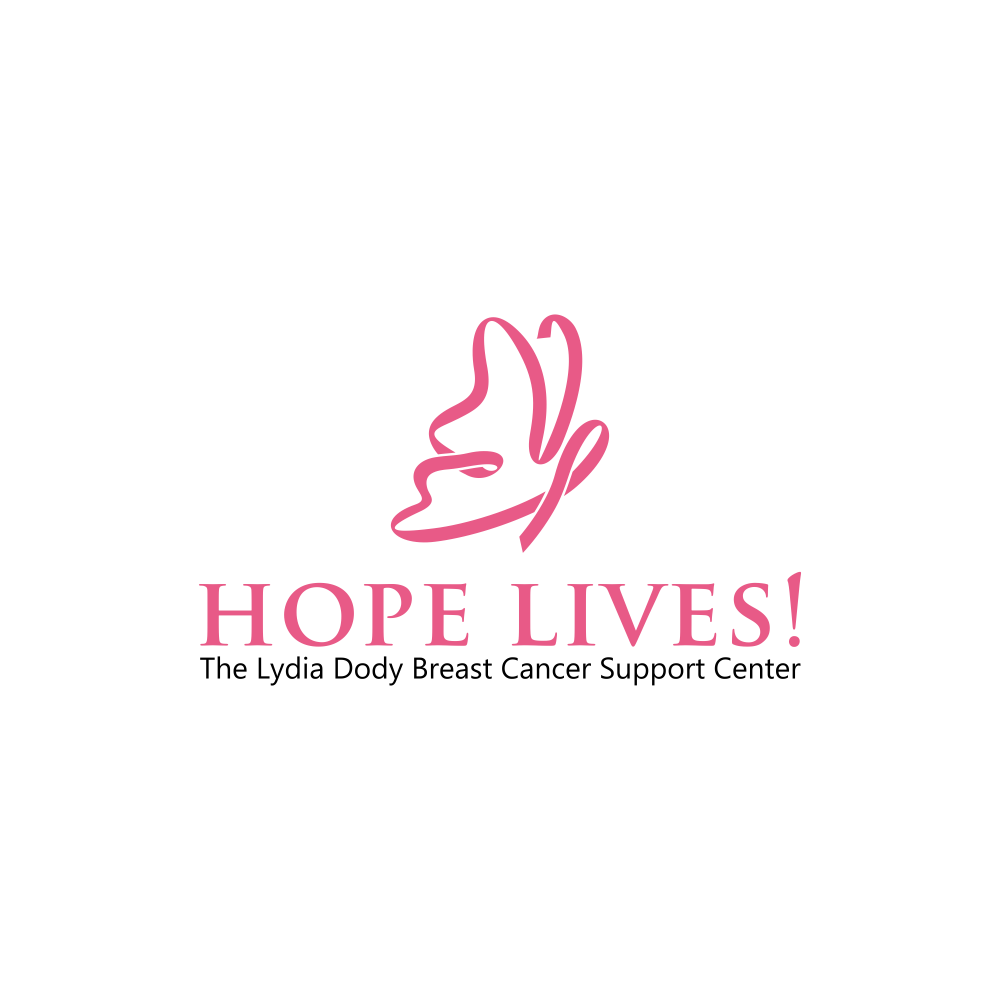 HOPE LIVES!
The Lydia Dody Breast Cancer Support Center